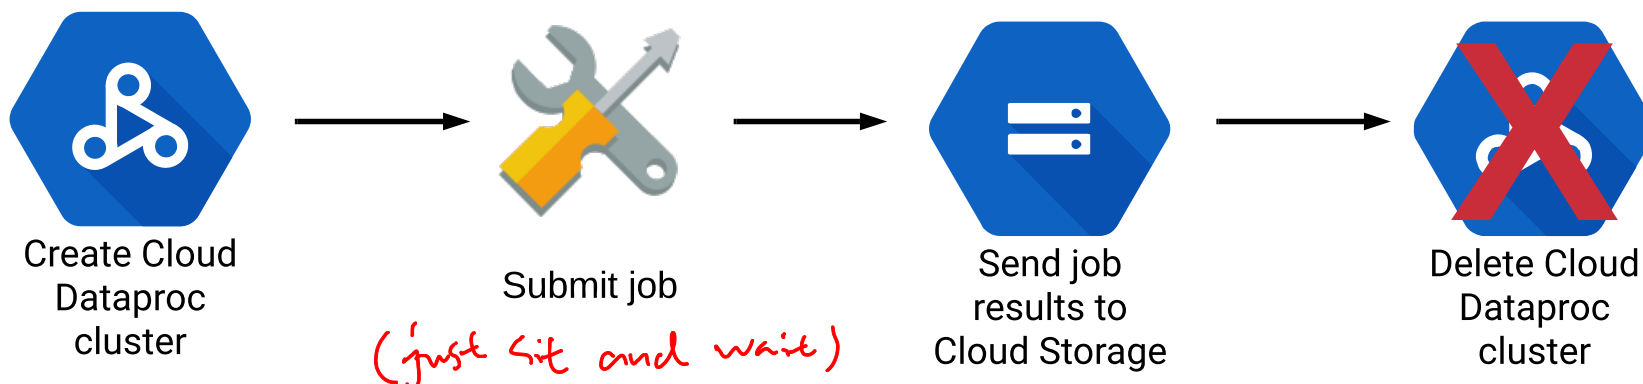 Create Cloud
Dataproc
cluster
Submit job
(just sit and wait)
Send job
results to
Cloud Storage
Delete Cloud
Dataproc
cluster